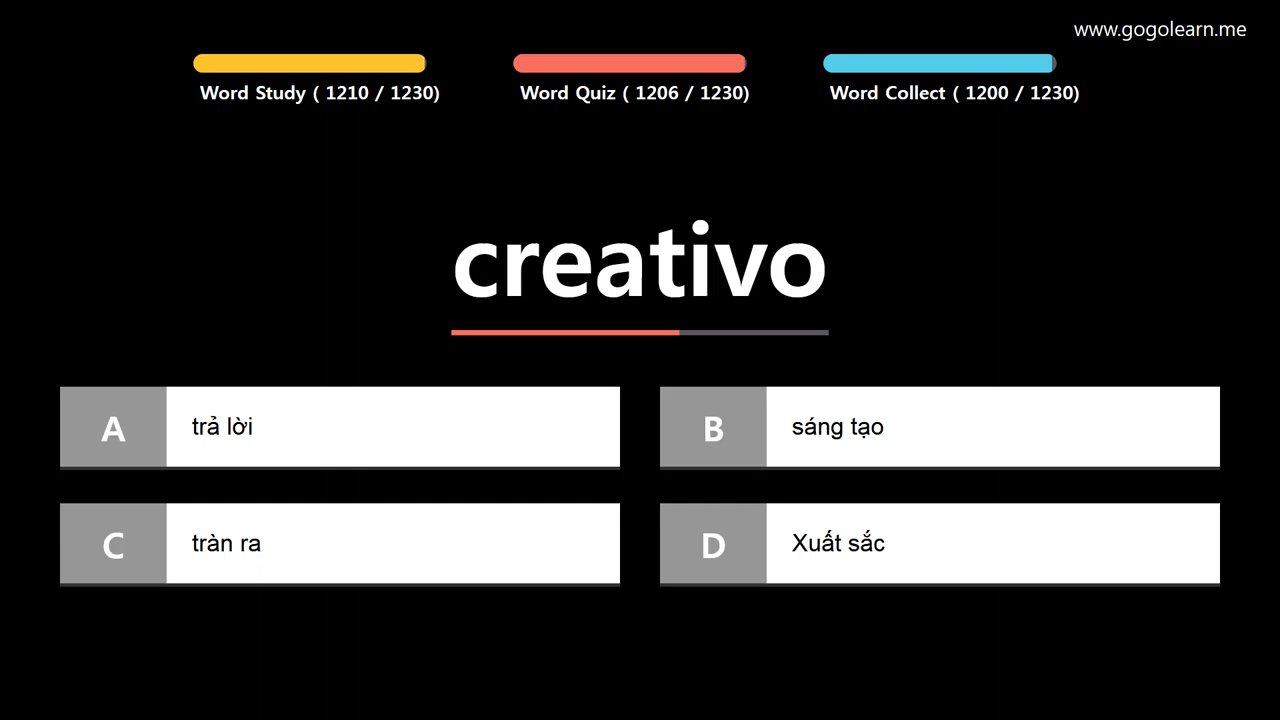 www.gogolearn.me
Word Study ( 1210 / 1230)
Word Quiz ( 1206 / 1230)
Word Collect ( 1200 / 1230)
creativo
A trả lời
B sáng tạo
C tràn ra
D Xuất sắc